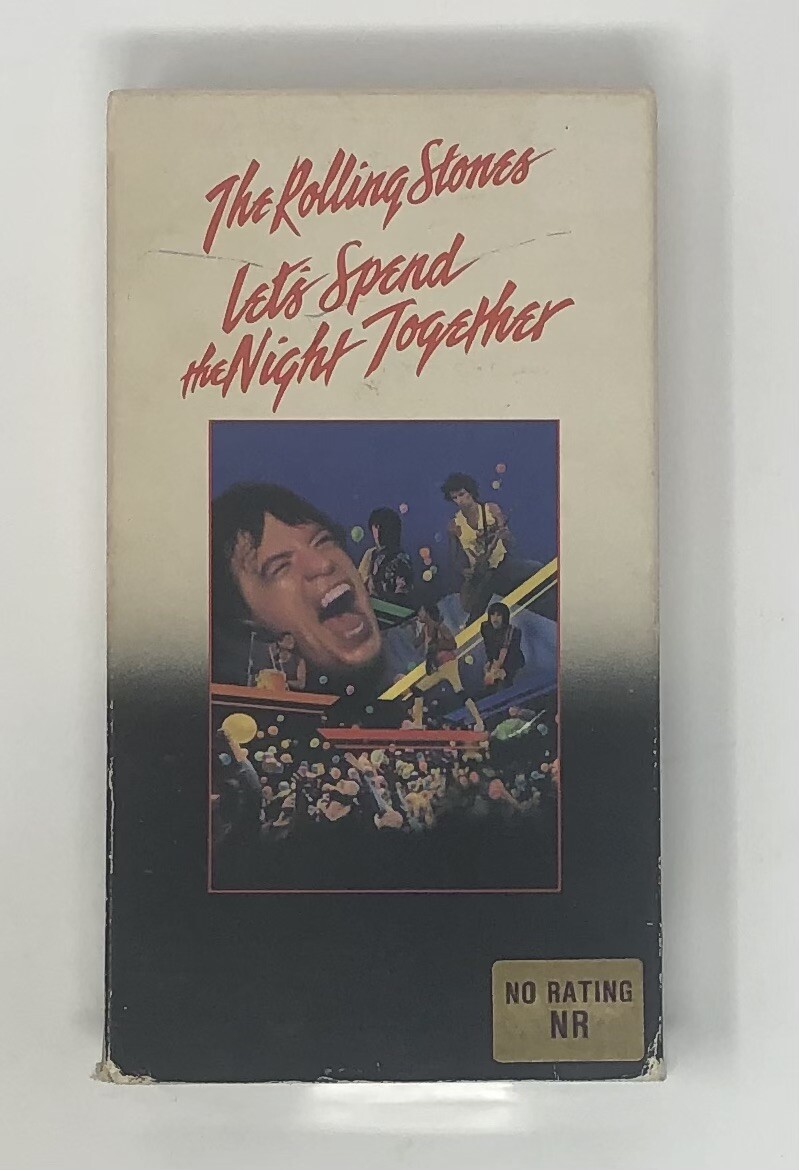 The Rolling Stones
Let's Spend
the Night Together
NO RATING
NR